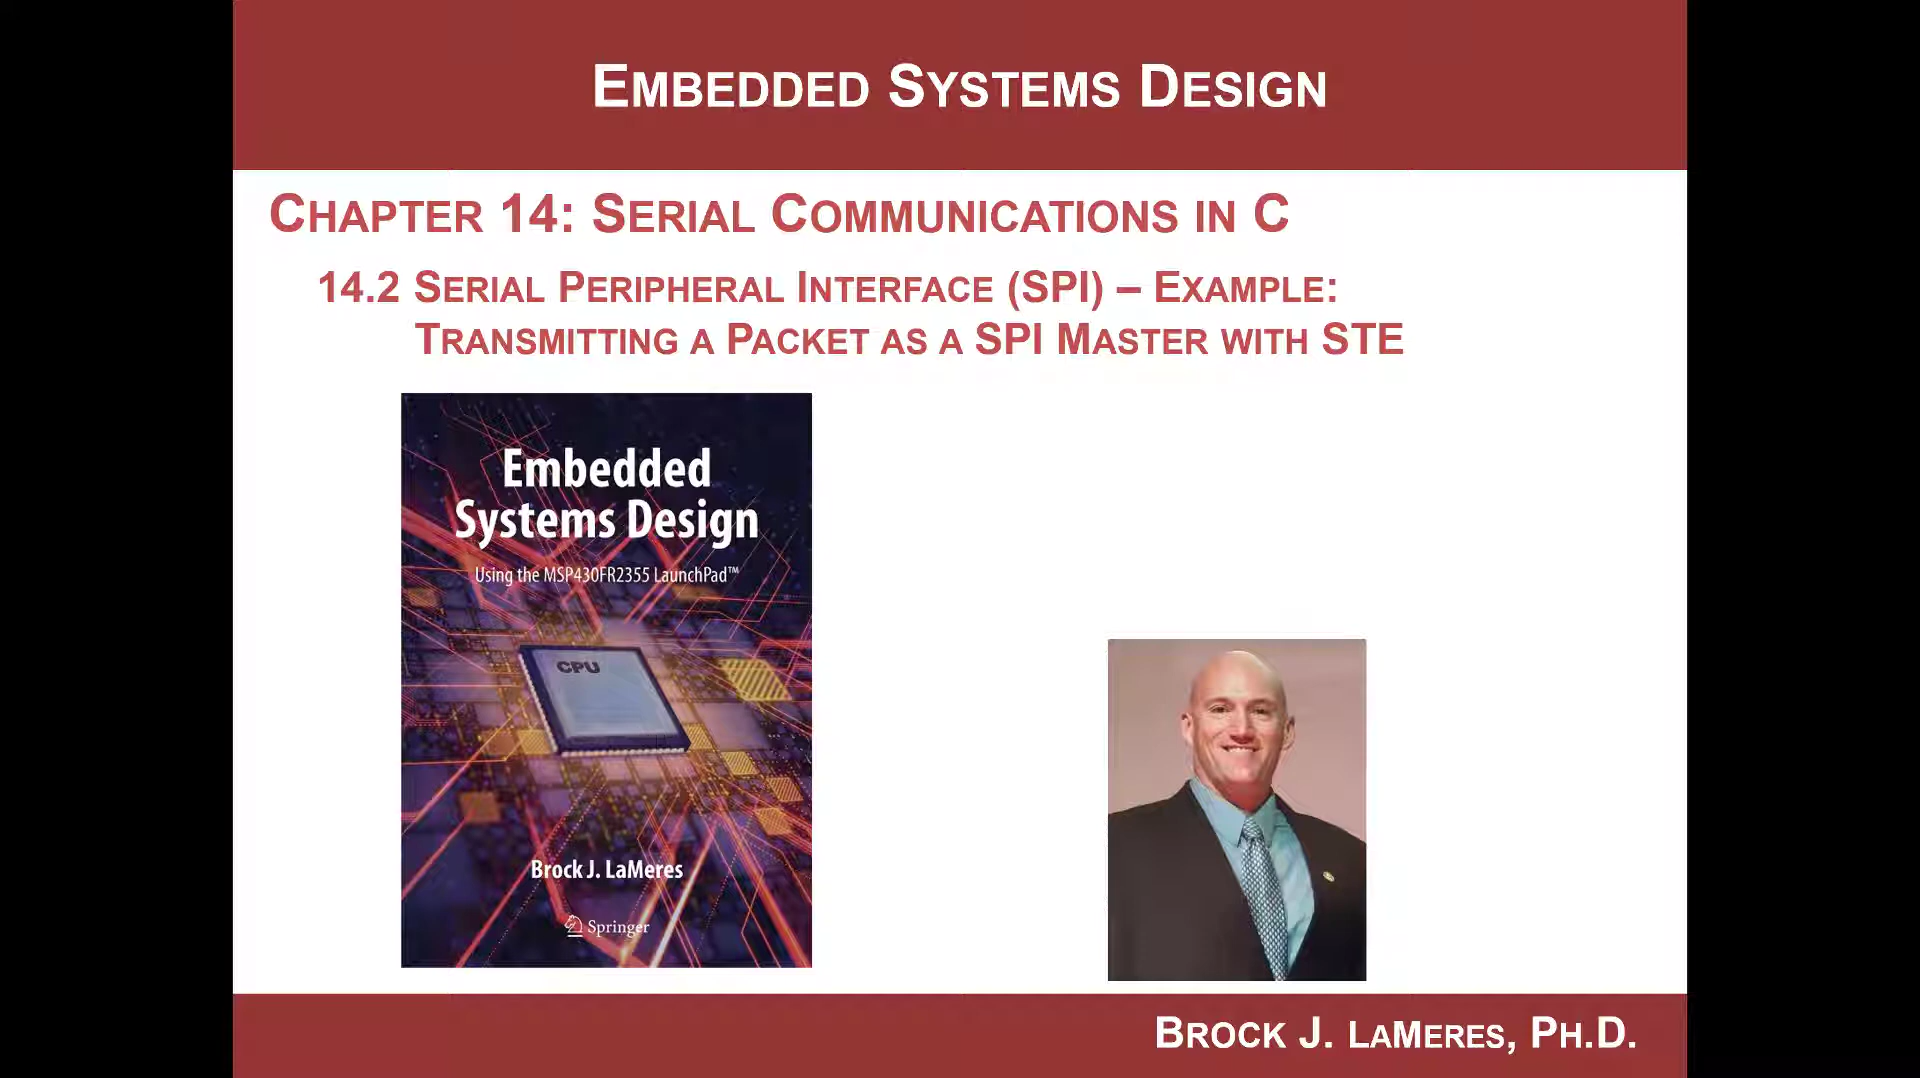 EMBEDDED SYSTEMS DESIGN
CHAPTER 14: SERIAL COMMUNICATIONS IN C
14.2 SERIAL PERIPHERAL INTERFACE (SPI) – EXAMPLE:
TRANSMITTING A PACKET AS A SPI MASTER WITH STE
Embedded
Systems Design
Using the MSP430FR2355 LaunchPad™
CPU
Brock J. LaMeres
Springer
BROCK J. LAMERES, PH.D.